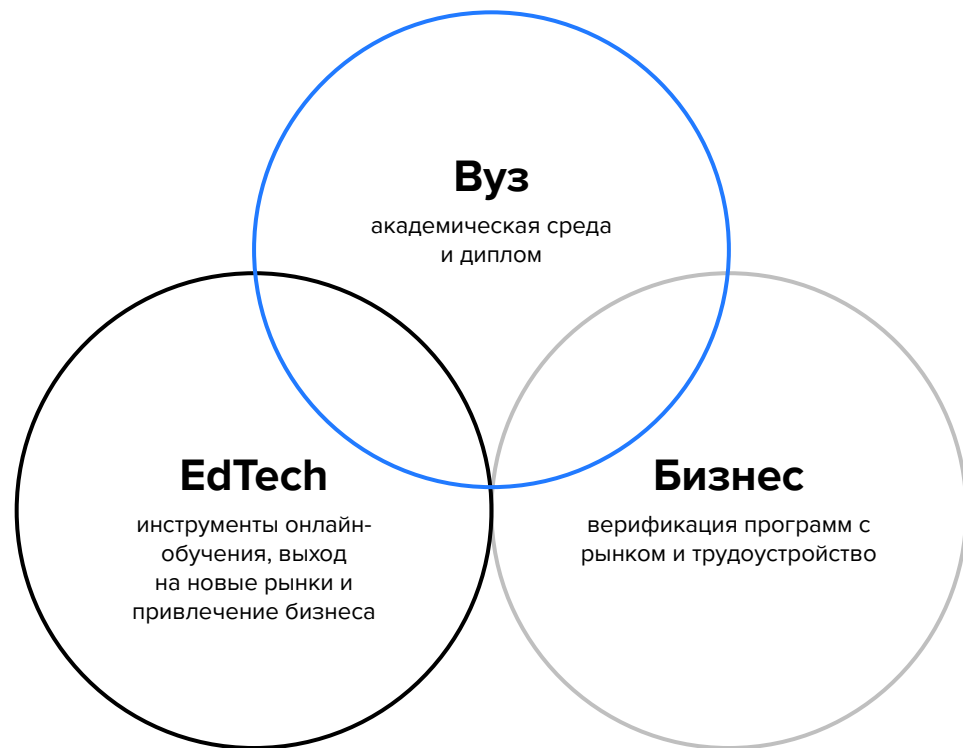 Вуз
академическая среда
и диплом
EdTech
инструменты онлайн-
обучения, выход
на новые рынки и
привлечение бизнеса
Бизнес
верификация программ с
рынком и трудоустройство